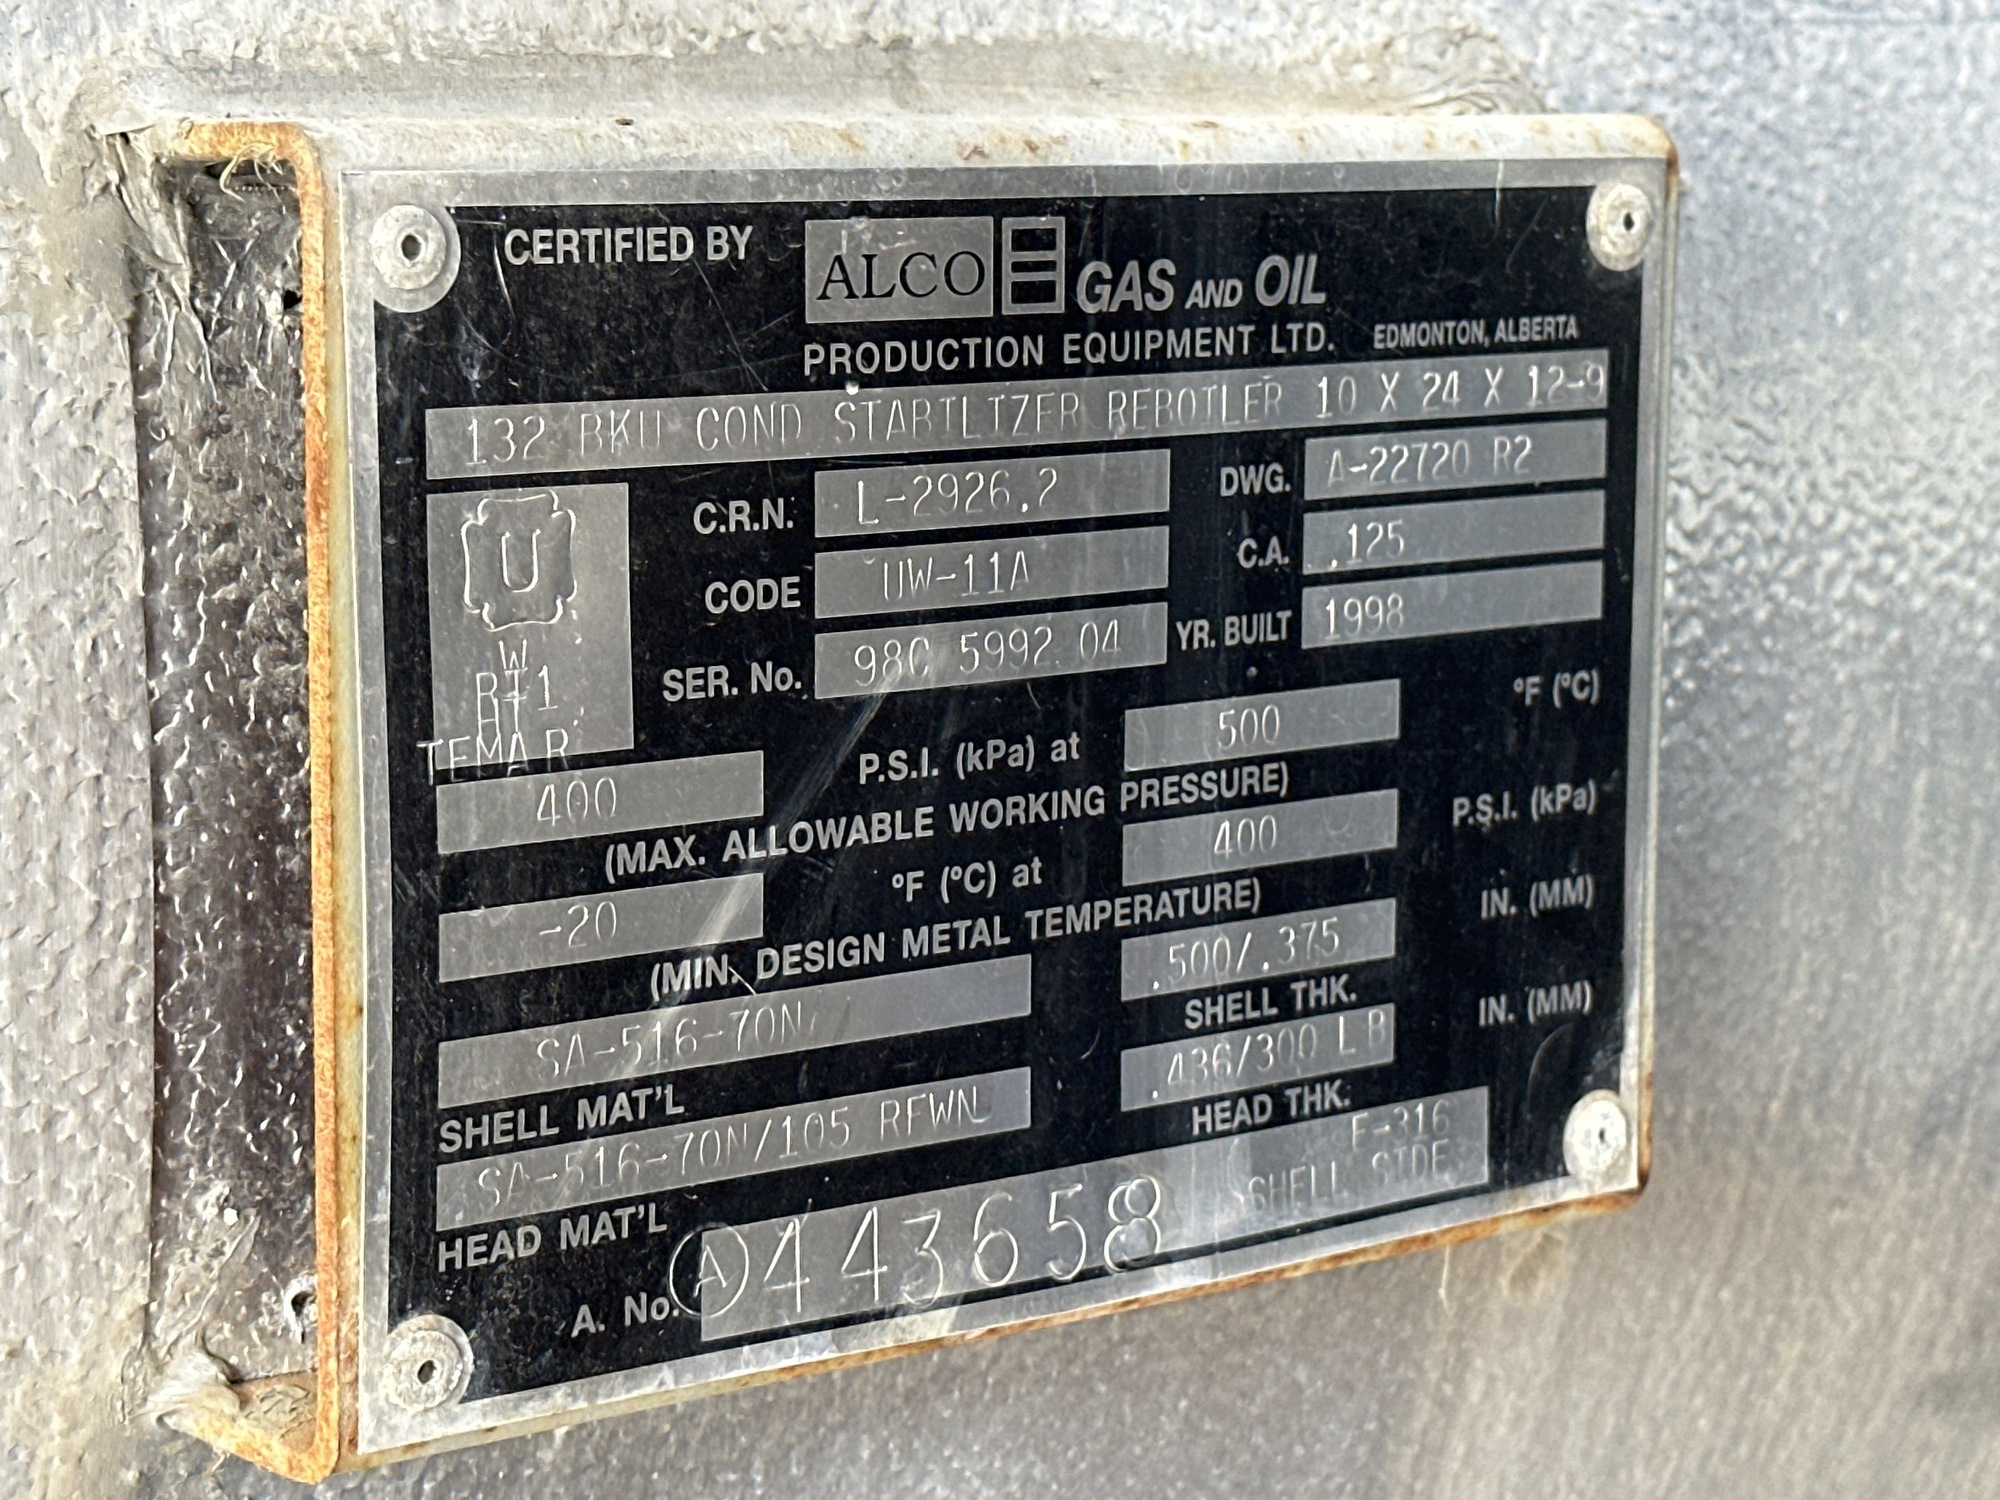 CERTIFIED BY ALCO GAS AND OIL
PRODUCTION EQUIPMENT LTD. EDMONTON, ALBERTA
132 BKU COND STABILIZER REBOILER 10 X 24 X 12-9
U
W
RT1
HT
TEMA R
C.R.N. L-2926.2 DWG. A-22720 R2
CODE UW-11A C.A. .125
SER. No. 98C 5992 04 YR. BUILT 1998
400 P.S.I. (kPa) at 500 °F (°C)
(MAX. ALLOWABLE WORKING PRESSURE)
-20 °F (°C) at 400 P.S.I. (kPa)
(MIN. DESIGN METAL TEMPERATURE)
SA-516-70N .500/.375 IN. (MM)
SHELL MAT'L SHELL THK.
SA-516-70N/105 RFWN .436/300 LB IN. (MM)
HEAD MAT'L HEAD THK.
A. No. A 443658 E-316
SHELL SIDE